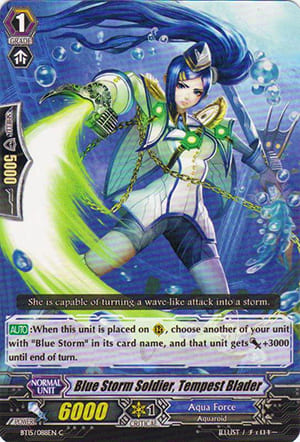 1
GRADE
5000
She is capable of turning a wave-like attack into a storm.
AUTO :When this unit is placed on , choose another of your unit
with "Blue Storm" in its card name, and that unit gets +3000
until end of turn.
NORMAL
UNIT
Blue Storm Soldier, Tempest Blader
POWER
6000
1
CRITICAL
Aqua Force
Aquaroid
BT15/088EN C